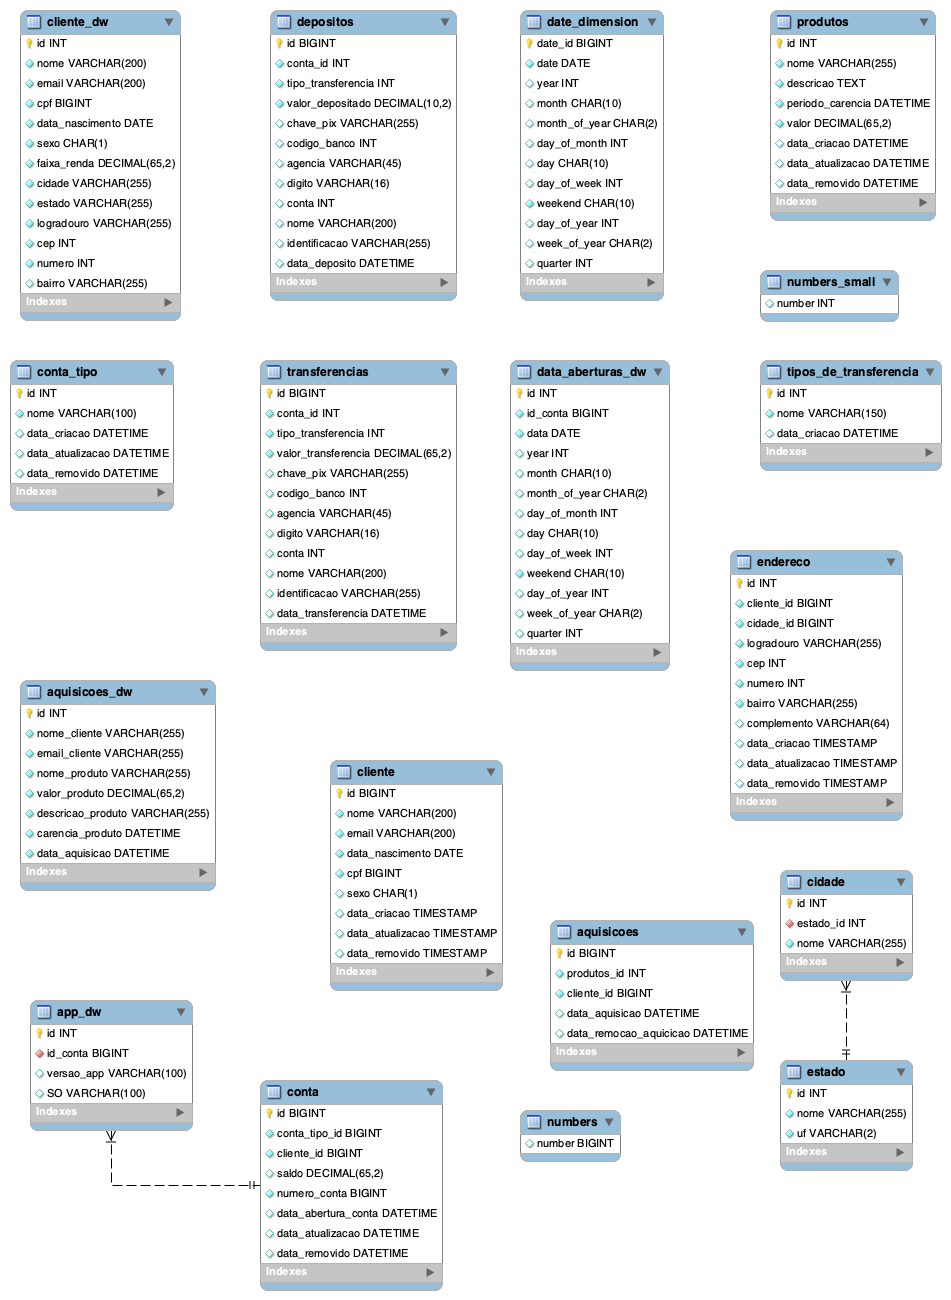 cliente_dw
id INT
nome VARCHAR(200)
email VARCHAR(200)
cpf BIGINT
data_nascimento DATE
sexo CHAR(1)
faixa_renda DECIMAL(65,2)
cidade VARCHAR(255)
estado VARCHAR(255)
logradouro VARCHAR(255)
cep INT
numero INT
bairro VARCHAR(255)
Indexes
depositos
id BIGINT
conta_id INT
tipo_transferencia INT
valor_depositado DECIMAL(10,2)
chave_pix VARCHAR(255)
codigo_banco INT
agencia VARCHAR(45)
digito VARCHAR(16)
conta INT
nome VARCHAR(200)
identificacao VARCHAR(255)
data_deposito DATETIME
Indexes
date_dimension
date_id BIGINT
date DATE
year INT
month CHAR(10)
month_of_year CHAR(2)
day_of_month INT
day CHAR(10)
day_of_week INT
weekend CHAR(10)
day_of_year INT
week_of_year CHAR(2)
quarter INT
Indexes
produtos
id INT
nome VARCHAR(255)
descricao TEXT
periodo_carencia DATETIME
valor DECIMAL(65,2)
data_criacao DATETIME
data_atualizacao DATETIME
data_removido DATETIME
Indexes
numbers_small
number INT
conta_tipo
id INT
nome VARCHAR(100)
data_criacao DATETIME
data_atualizacao DATETIME
data_removido DATETIME
Indexes
transferencias
id BIGINT
conta_id INT
tipo_transferencia INT
valor_transferencia DECIMAL(65,2)
chave_pix VARCHAR(255)
codigo_banco INT
agencia VARCHAR(45)
digito VARCHAR(16)
conta INT
nome VARCHAR(200)
identificacao VARCHAR(255)
data_transferencia DATETIME
Indexes
data_aberturas_dw
id INT
id_conta BIGINT
data DATE
year INT
month CHAR(10)
month_of_year CHAR(2)
day_of_month INT
day CHAR(10)
day_of_week INT
weekend CHAR(10)
day_of_year INT
week_of_year CHAR(2)
quarter INT
Indexes
tipos_de_transferencia
id INT
nome VARCHAR(150)
data_criacao DATETIME
Indexes
endereco
id INT
cliente_id BIGINT
cidade_id BIGINT
logradouro VARCHAR(255)
cep INT
numero INT
bairro VARCHAR(255)
complemento VARCHAR(64)
data_criacao TIMESTAMP
data_atualizacao TIMESTAMP
data_removido TIMESTAMP
Indexes
aquisicoes_dw
id INT
nome_cliente VARCHAR(255)
email_cliente VARCHAR(255)
nome_produto VARCHAR(255)
valor_produto DECIMAL(65,2)
descricao_produto VARCHAR(255)
carencia_produto DATETIME
data_aquisicao DATETIME
Indexes
cliente
id BIGINT
nome VARCHAR(200)
email VARCHAR(200)
data_nascimento DATE
cpf BIGINT
sexo CHAR(1)
data_criacao TIMESTAMP
data_atualizacao TIMESTAMP
data_removido TIMESTAMP
Indexes
cidade
id INT
estado_id INT
nome VARCHAR(255)
Indexes
aquisicoes
id BIGINT
produtos_id INT
cliente_id BIGINT
data_aquisicao DATETIME
data_remocao_aquicicao DATETIME
Indexes
app_dw
id INT
id_conta BIGINT
versao_app VARCHAR(100)
SO VARCHAR(100)
Indexes
conta
id BIGINT
conta_tipo_id BIGINT
cliente_id BIGINT
saldo DECIMAL(65,2)
numero_conta BIGINT
data_abertura_conta DATETIME
data_atualizacao DATETIME
data_removido DATETIME
Indexes
numbers
number BIGINT
estado
id INT
nome VARCHAR(255)
uf VARCHAR(2)
Indexes